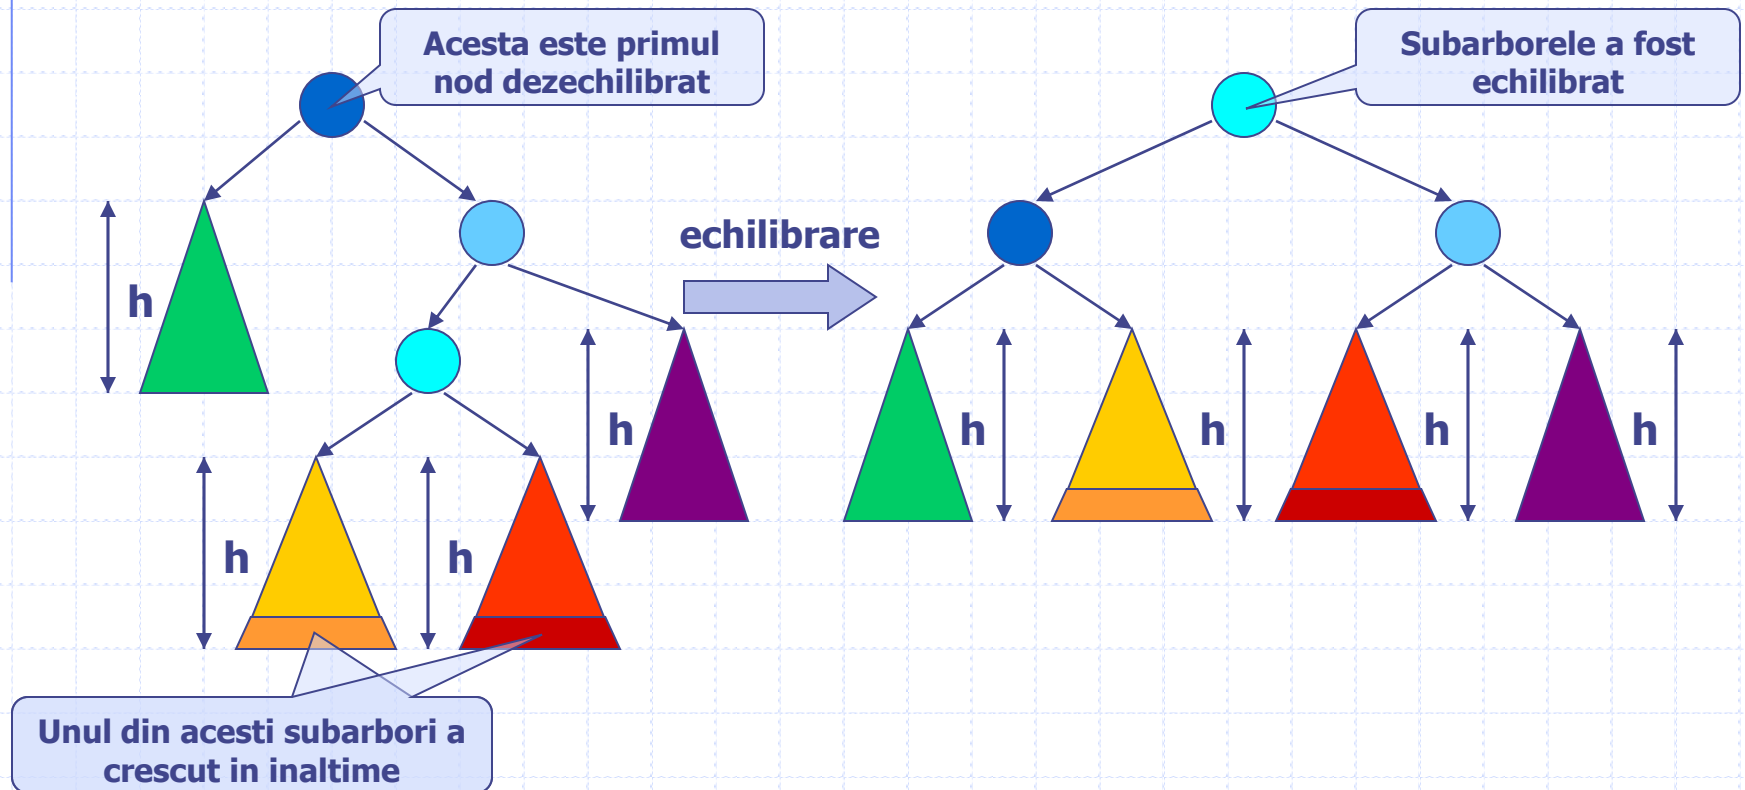 Acesta este primul
nod dezechilibrat
Subarborele a fost
echilibrat
echilibrare
h
h
h
h
h
h
h
h
Unul din acesti subarbori a
crescut in inaltime